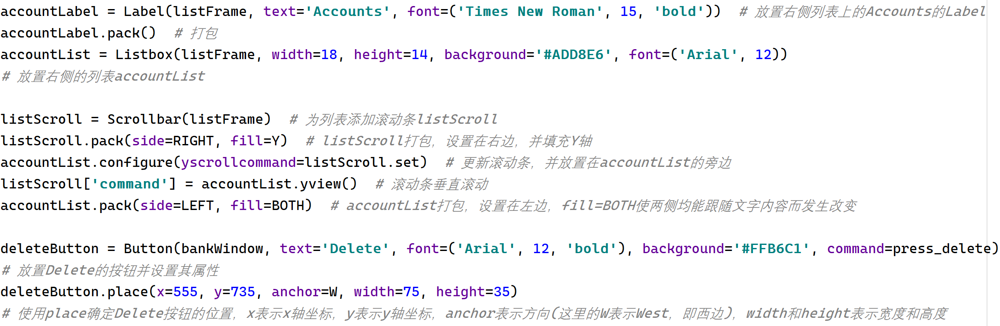 accountLabel = Label(listFrame, text='Accounts', font=('Times New Roman', 15, 'bold'))  # 放置右侧列表上的Accounts的Label
accountLabel.pack()  # 打包
accountList = Listbox(listFrame, width=18, height=14, background='#ADD8E6', font=('Arial', 12))
# 放置右侧的列表accountList
listScroll = Scrollbar(listFrame)  # 为列表添加滚动条listScroll
listScroll.pack(side=RIGHT, fill=Y)  # listScroll打包，设置在右边，并填充Y轴
accountList.configure(yscrollcommand=listScroll.set)  # 更新滚动条，并放置在accountList的旁边
listScroll['command'] = accountList.yview()  # 滚动条垂直滚动
accountList.pack(side=LEFT, fill=BOTH)  # accountList打包，设置在左边，fill=BOTH使两侧均能跟随文字内容而发生改变
deleteButton = Button(bankWindow, text='Delete', font=('Arial', 12, 'bold'), background='#FFB6C1', command=press_delete)
# 放置Delete的按钮并设置其属性
deleteButton.place(x=555, y=735, anchor=W, width=75, height=35)
# 使用place确定Delete按钮的位置，x表示x轴坐标，y表示y轴坐标，anchor表示方向(这里的W表示West，即西边)，width和height表示宽度和高度